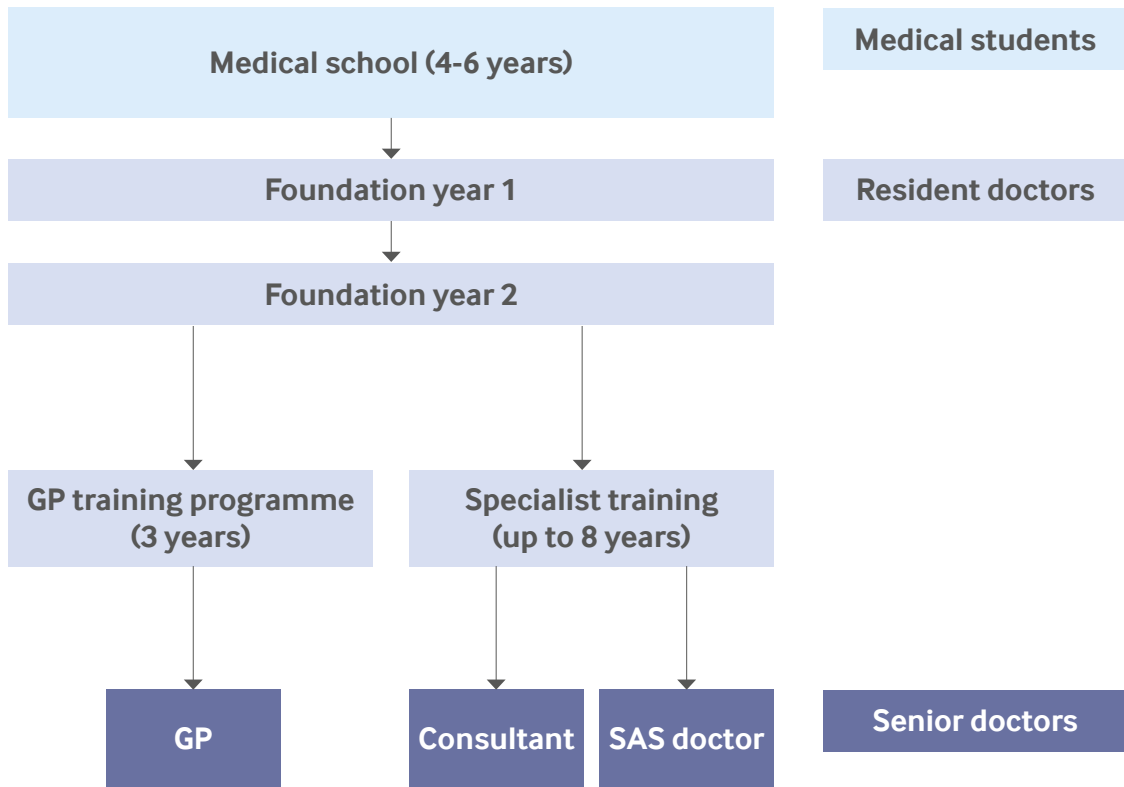 Medical school (4-6 years)
Medical students
Foundation year 1
Resident doctors
Foundation year 2
GP training programme
(3 years)
Specialist training
(up to 8 years)
GP
Consultant
SAS doctor
Senior doctors